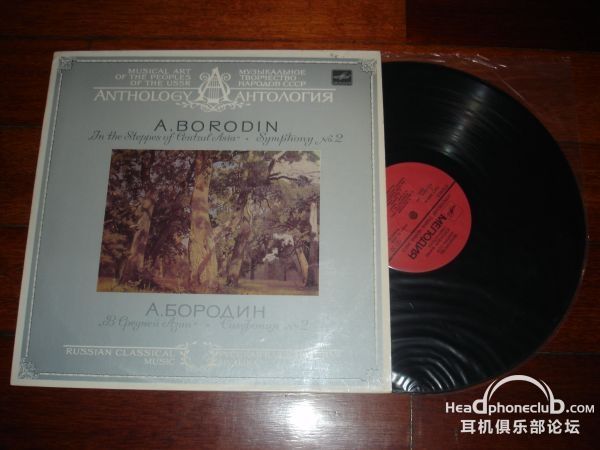 MUSICAL ART
OF THE PEOPLES
OF THE USSR
МУЗЫКАЛЬНОЕ
ТВОРЧЕСТВО
НАРОДОВ СССР
ANTHOLOGY
АНТОЛОГИЯ
A. BORODIN
In the Steppes of Central Asia • Symphony №2
А. БОРОДИН
В Средней Азии • Симфония №2
RUSSIAN CLASSICAL
MUSIC
МЕЛОДИЯ
HeadphoneClub.com
耳机俱乐部论坛